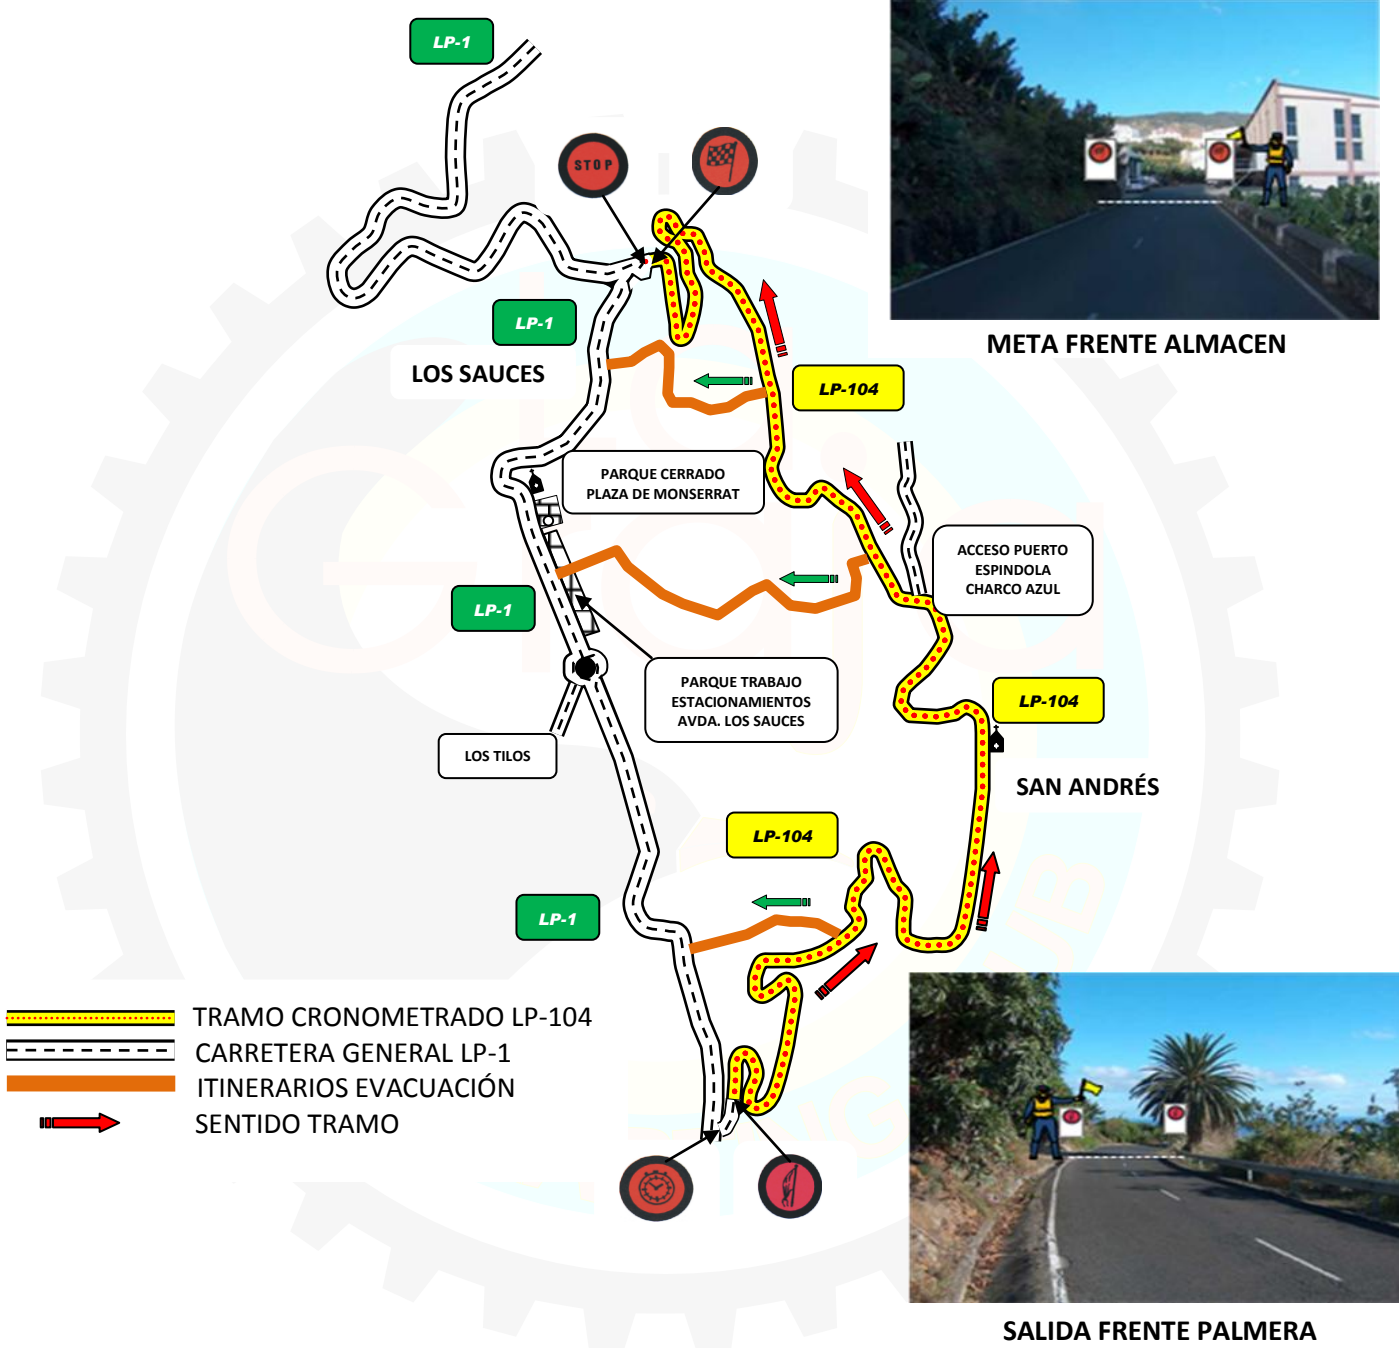 LP-1
STOP
LP-1
META FRENTE ALMACEN
LOS SAUCES
LP-104
PARQUE CERRADO
PLAZA DE MONSERRAT
ACCESO PUERTO
ESPINDOLA
CHARCO AZUL
LP-1
PARQUE TRABAJO
ESTACIONAMIENTOS
AVDA. LOS SAUCES
LP-104
LOS TILOS
SAN ANDRÉS
LP-104
LP-1
TRAMO CRONOMETRADO LP-104
CARRETERA GENERAL LP-1
ITINERARIOS EVACUACIÓN
SENTIDO TRAMO
SALIDA FRENTE PALMERA